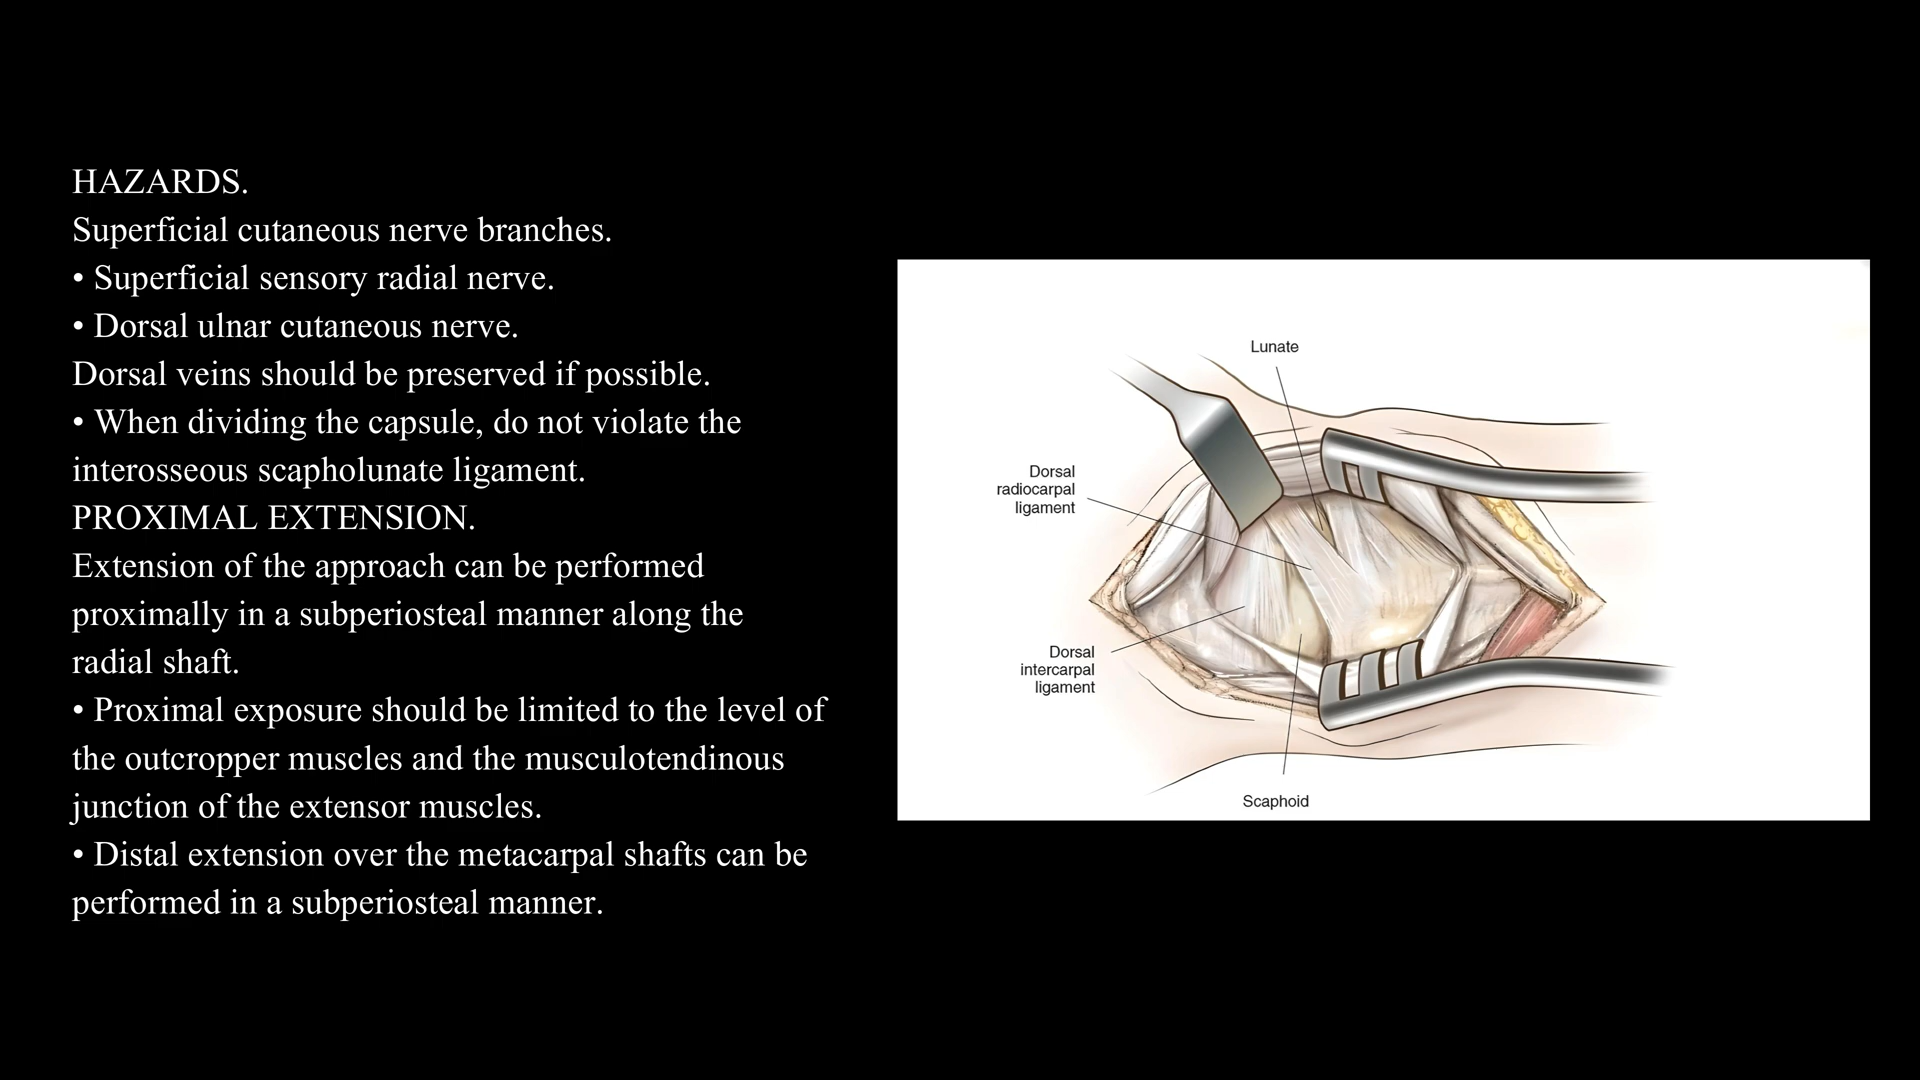 HAZARDS.
Superficial cutaneous nerve branches.
• Superficial sensory radial nerve.
• Dorsal ulnar cutaneous nerve.
Dorsal veins should be preserved if possible.
• When dividing the capsule, do not violate the
interosseous scapholunate ligament.
PROXIMAL EXTENSION.
Extension of the approach can be performed
proximally in a subperiosteal manner along the
radial shaft.
• Proximal exposure should be limited to the level of
the outcropper muscles and the musculotendinous
junction of the extensor muscles.
• Distal extension over the metacarpal shafts can be
performed in a subperiosteal manner.
Lunate
Dorsal
radiocarpal
ligament
Dorsal
intercarpal
ligament
Scaphoid